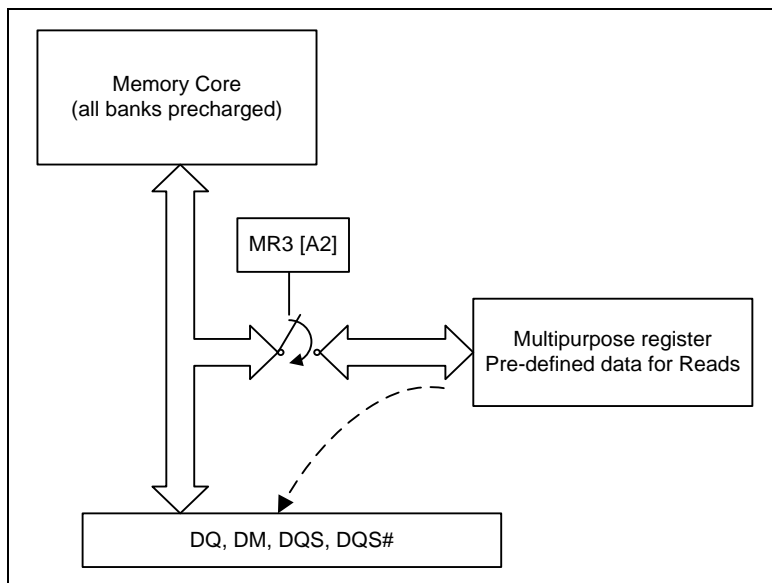 Memory Core
(all banks precharged)
MR3 [A2]
Multipurpose register
Pre-defined data for Reads
DQ, DM, DQS, DQS#